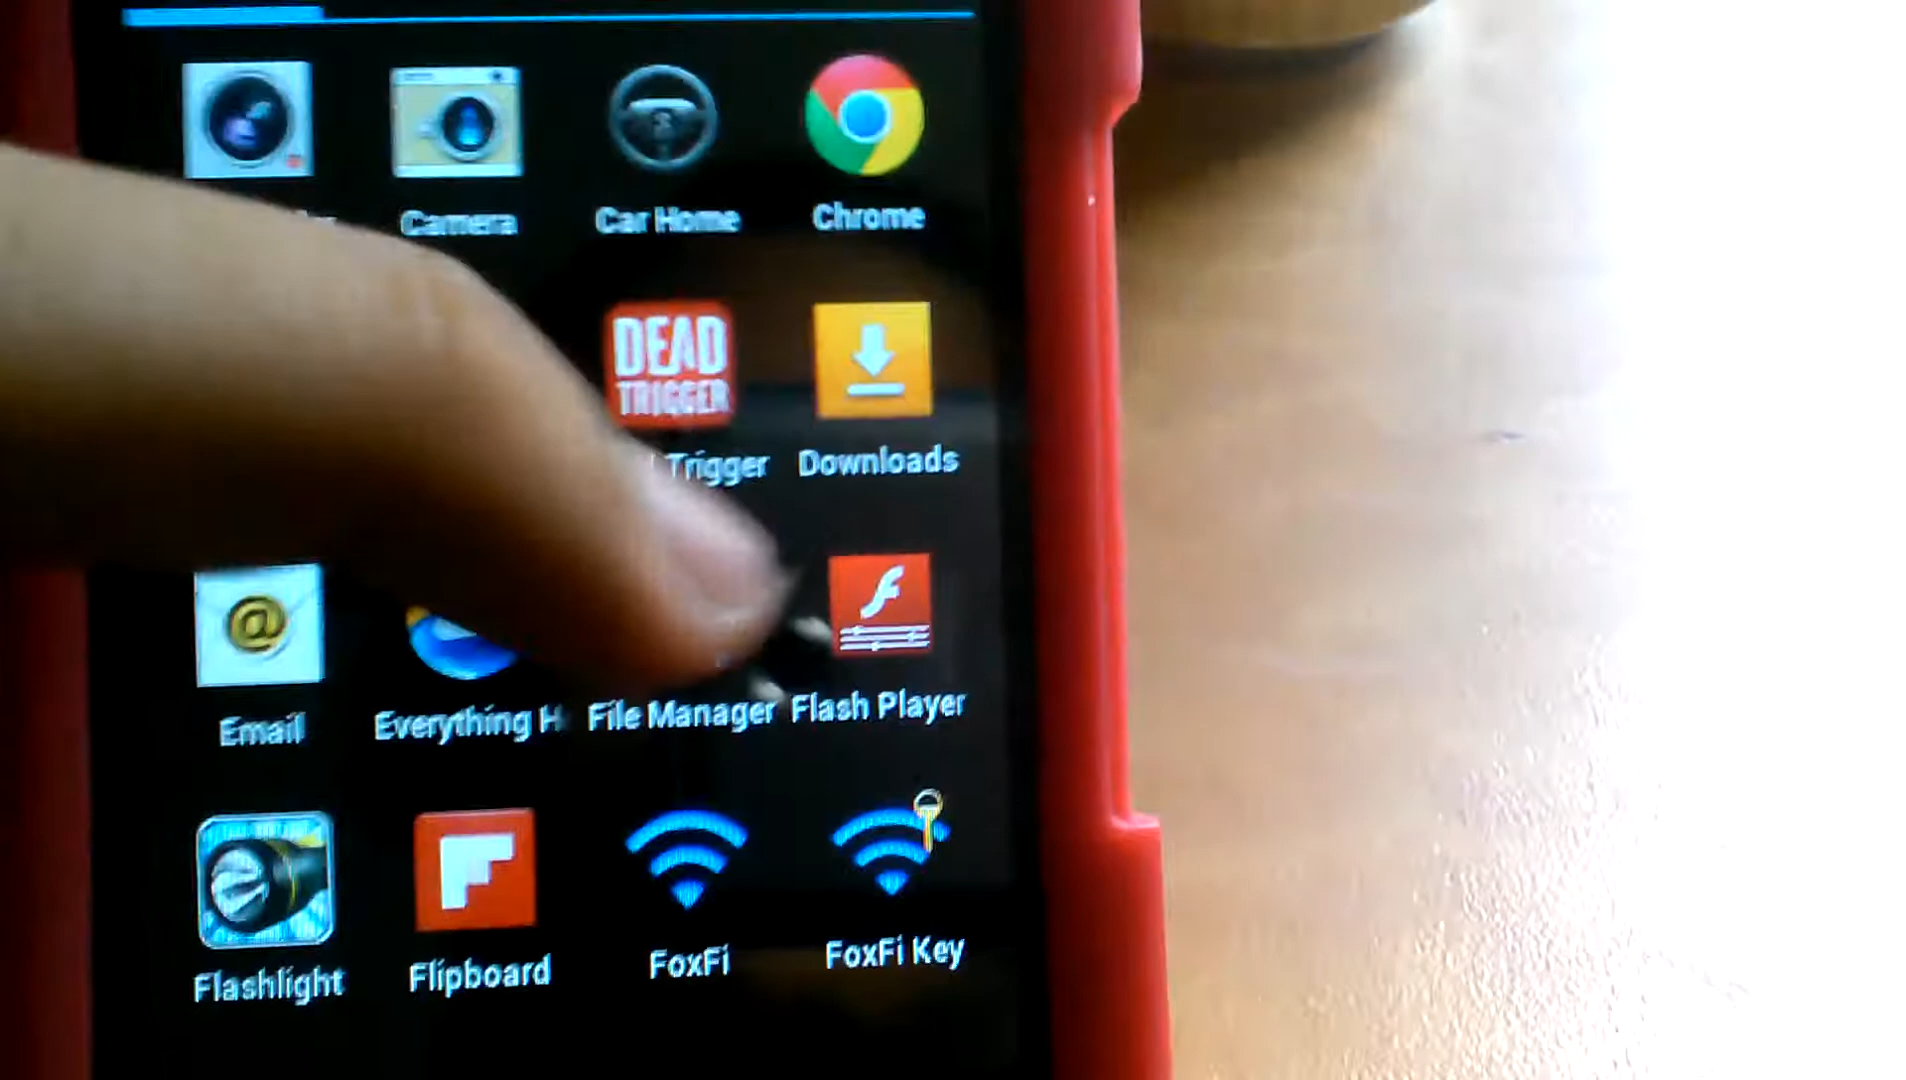 Camera
Car Home
Chrome
DEAD
TRIGGER
Trigger
Downloads
@
Email
Everything H
File Manager
Flash Player
Flashlight
Flipboard
FoxFi
FoxFi Key